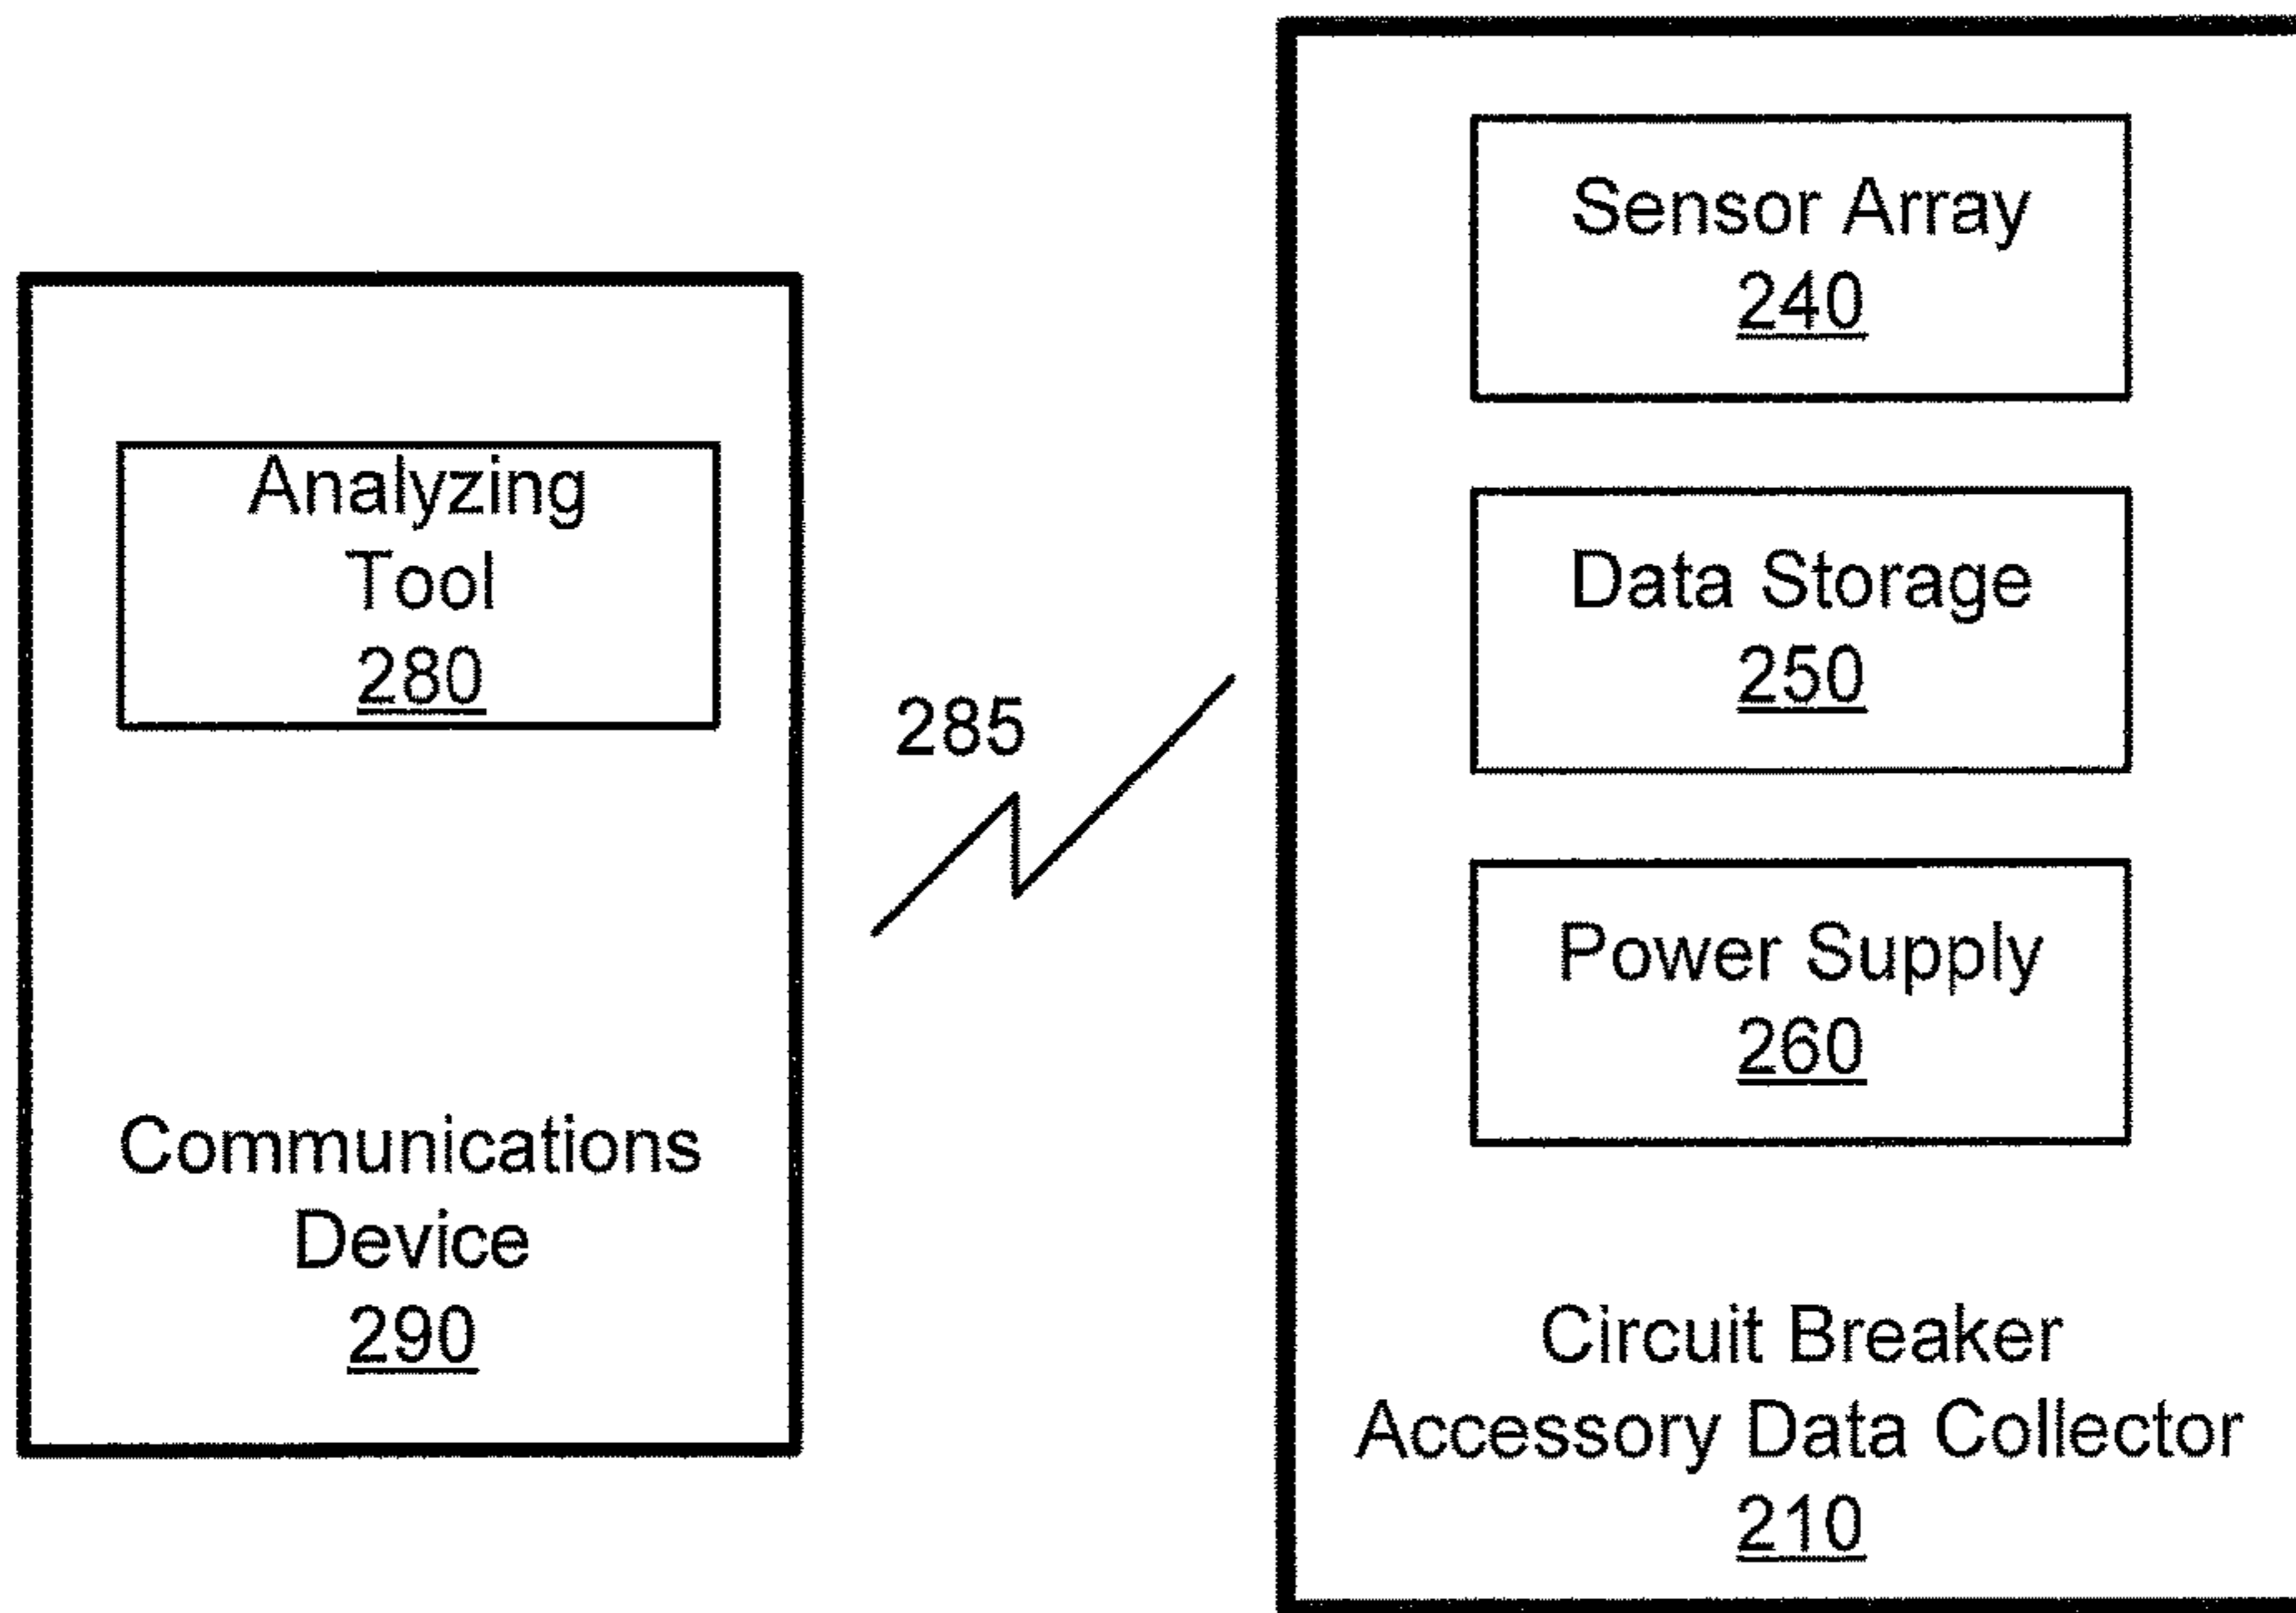 Analyzing
Tool
280
Communications
Device
290
285
Sensor Array
240
Data Storage
250
Power Supply
260
Circuit Breaker
Accessory Data Collector
210